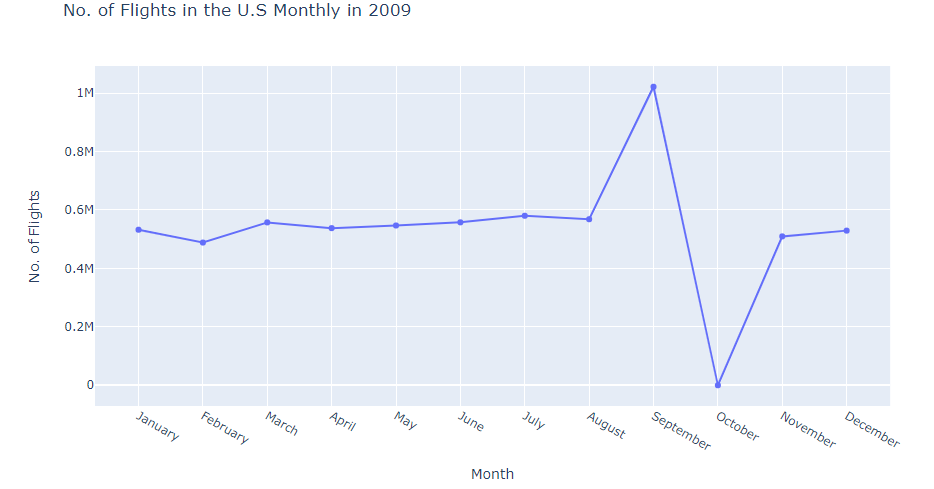 No. of Flights in the U.S Monthly in 2009
No. of Flights
1M
0.8M
0.6M
0.4M
0.2M
0
January
February
March
April
May
June
July
August
September
October
November
December
Month